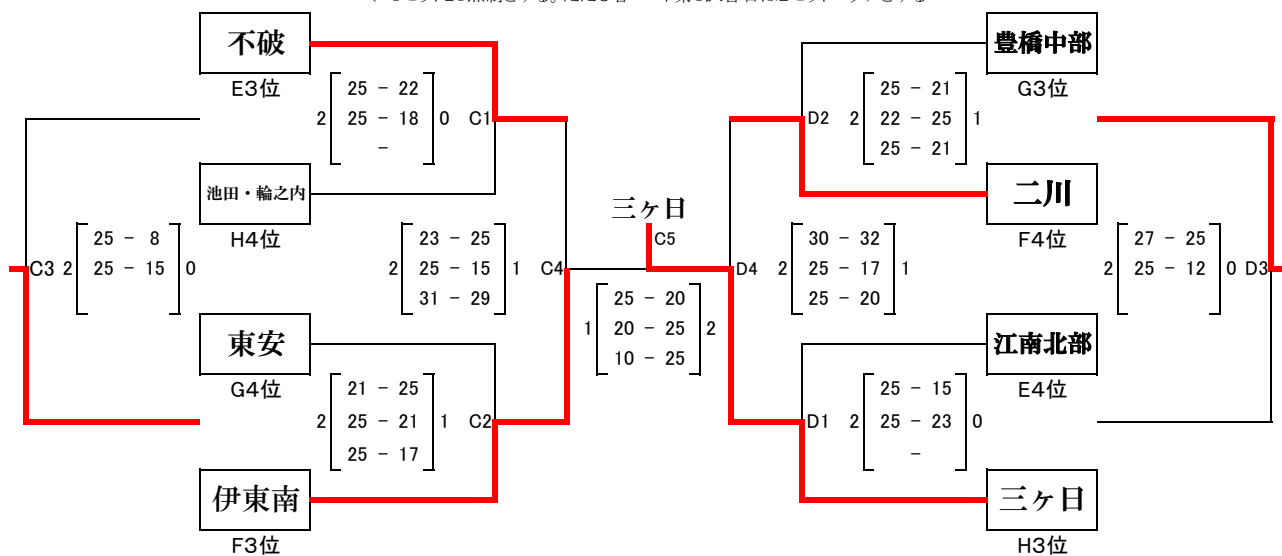 不破
E3位
池田・輪之内
H4位
東安
G4位
伊東南
F3位
2 25 - 22 0 C1
25 - 18
-
C3 2 25 - 8 0
25 - 15
2 23 - 25 1 C4
25 - 15
31 - 29
2 21 - 25 1 C2
25 - 21
25 - 17
三ヶ日
C5
1 25 - 20 2
20 - 25
10 - 25
豊橋中部
G3位
二川
F4位
江南北部
E4位
三ヶ日
H3位
D2 2 25 - 21 1
22 - 25
25 - 21
D4 2 30 - 32 1
25 - 17
25 - 20
2 27 - 25 0 D3
25 - 12
D1 2 25 - 15 0
25 - 23
-